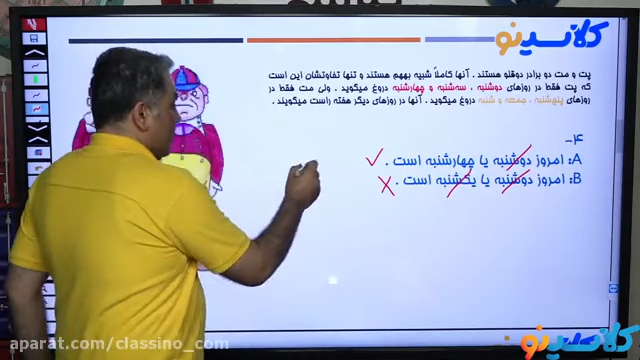 کلاسینو
پت و مت دو برادر دوقلو هستند . آنها کاملاً شبیه بههم هستند و تنها تفاوتشان این است
که پت فقط در روزهای دوشنبه ، سه‌شنبه و چهارشنبه دروغ میگوید . ولی مت فقط در
روزهای پنج‌شنبه ، جمعه و شنبه دروغ میگوید . آنها در روزهای دیگر هفته راست میگویند .
۴-
A: امروز دوشنبه یا چهارشنبه است .
B: امروز دوشنبه یا یکشنبه است .
aparat.com/classino_com
کلاسینو